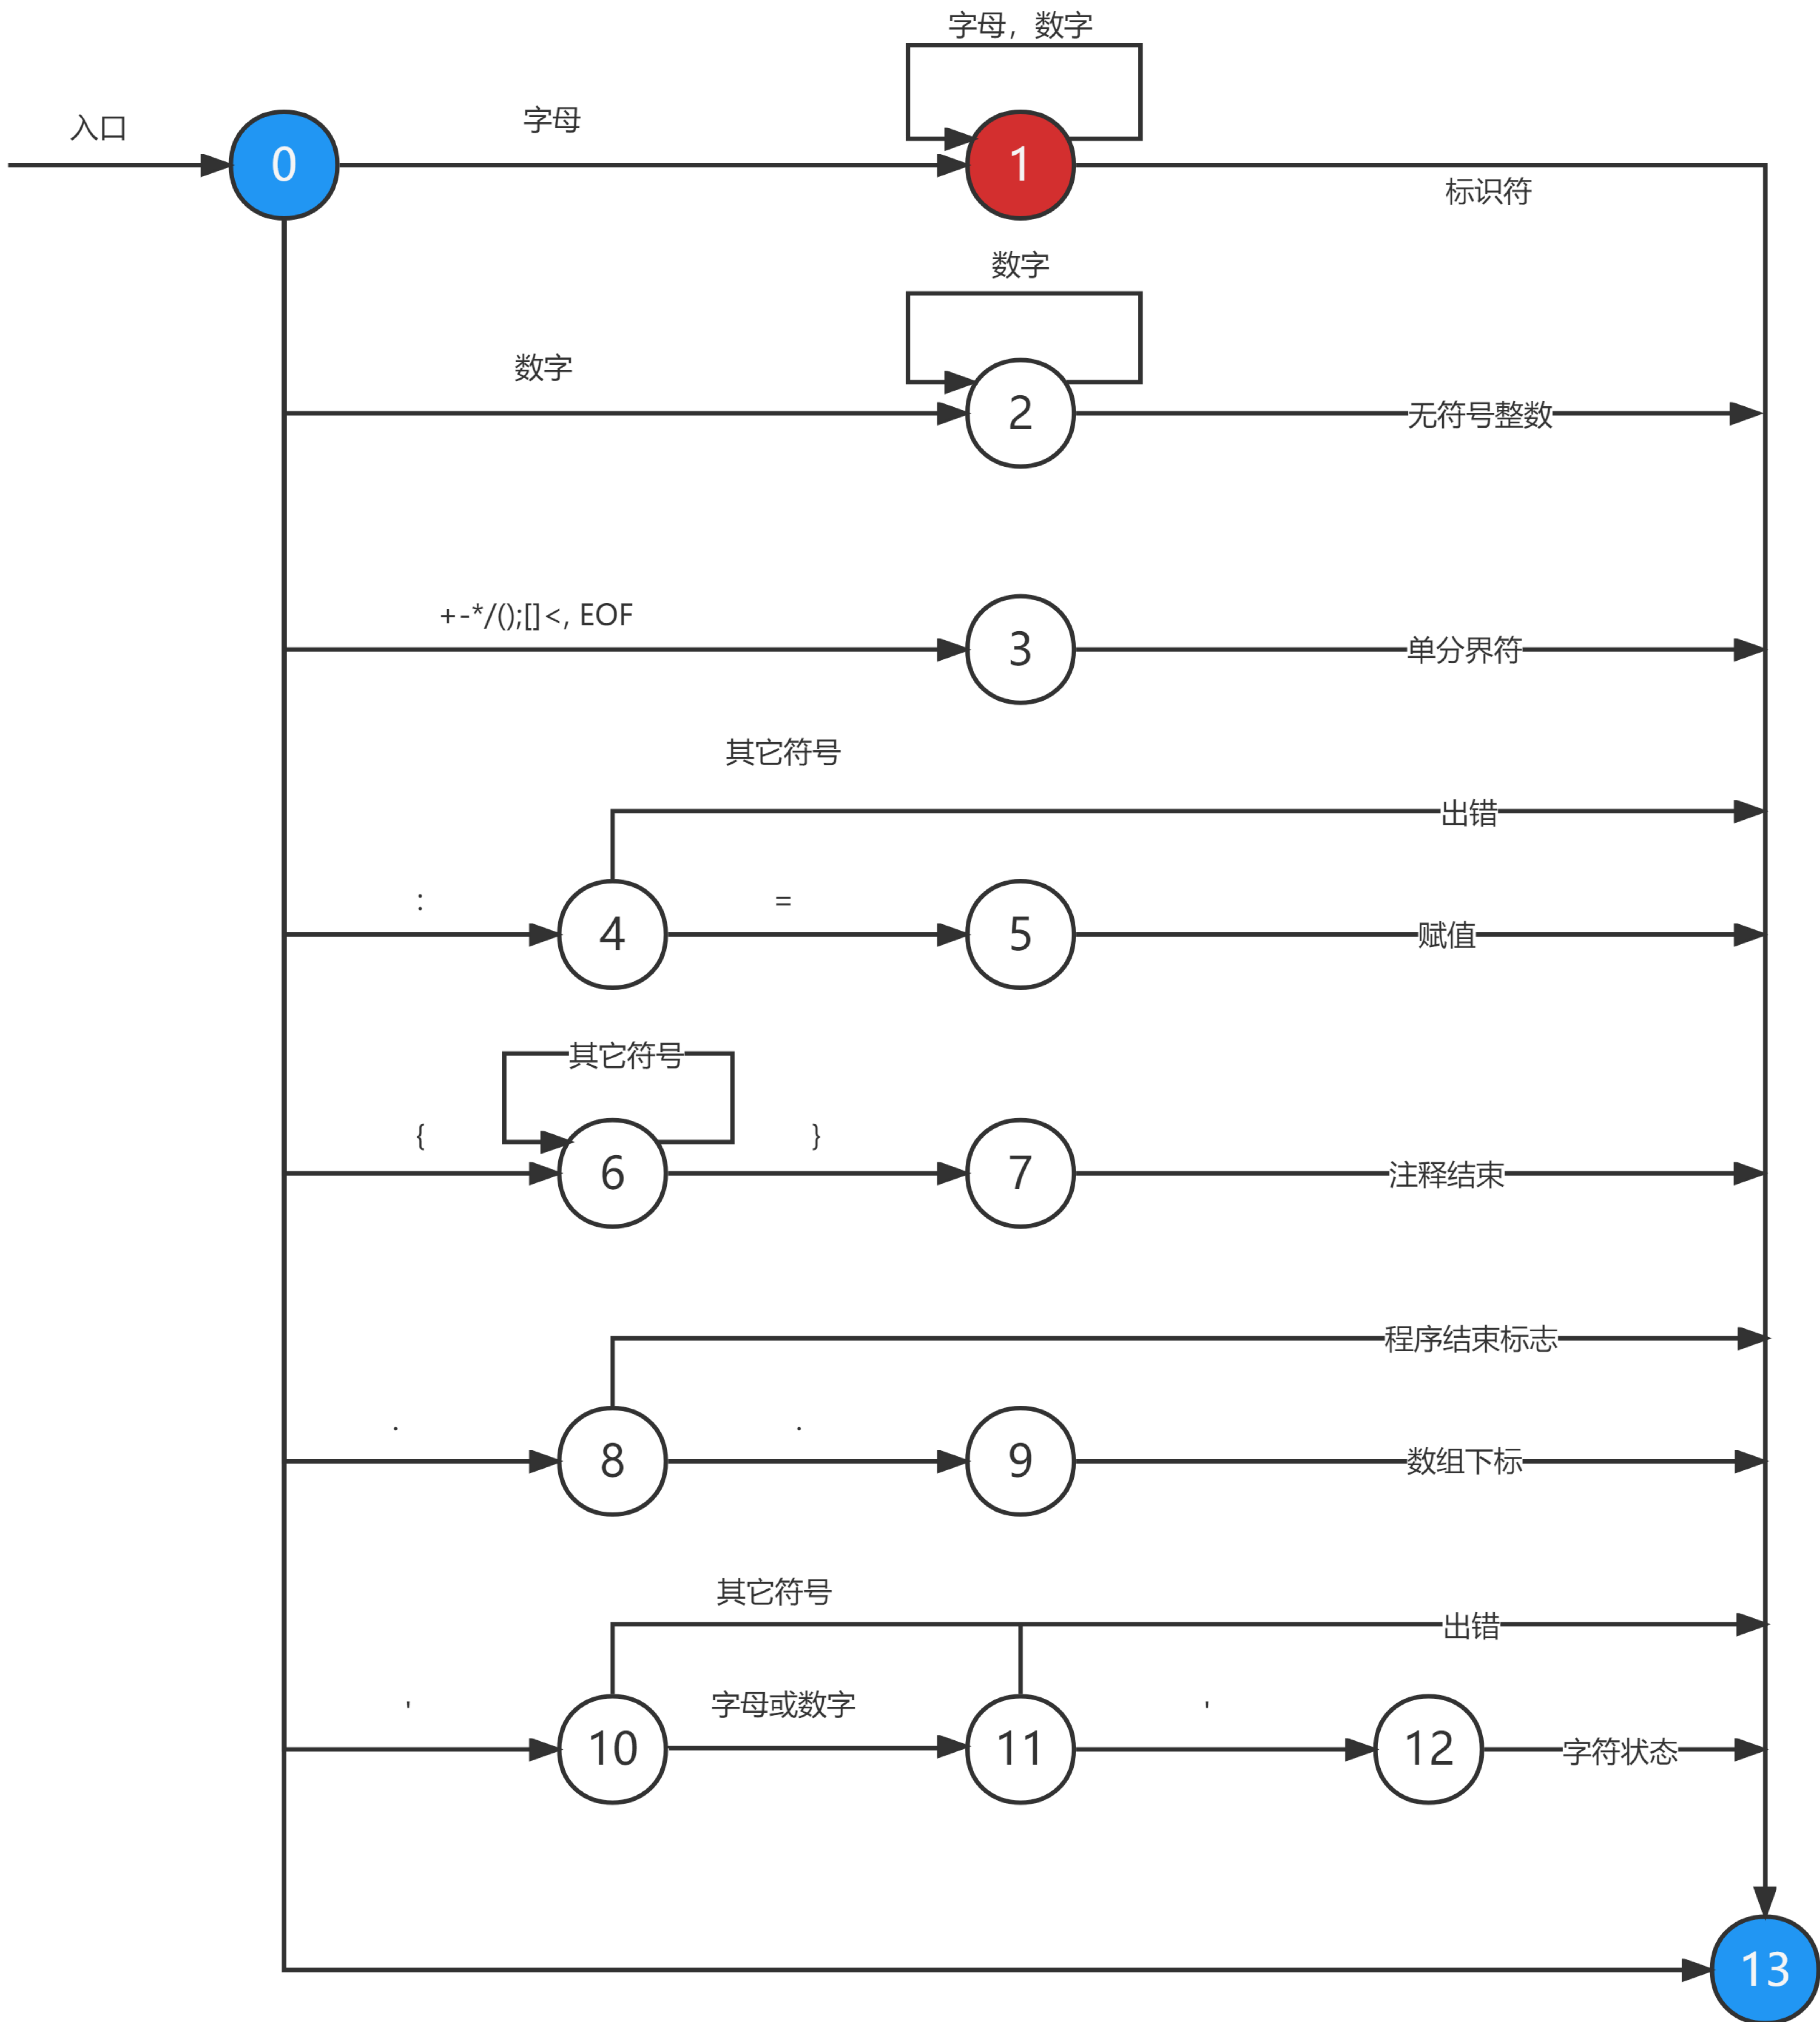 字母，数字
入口
字母
0
1
标识符
数字
数字
2
无符号整数
+-*/();[]<, EOF
3
单分界符
其它符号
出错
:
=
4
5
赋值
其它符号
{
}
6
7
注释结束
程序结束标志
.
.
8
9
数组下标
其它符号
出错
'
字母或数字
'
10
11
12
字符状态
13